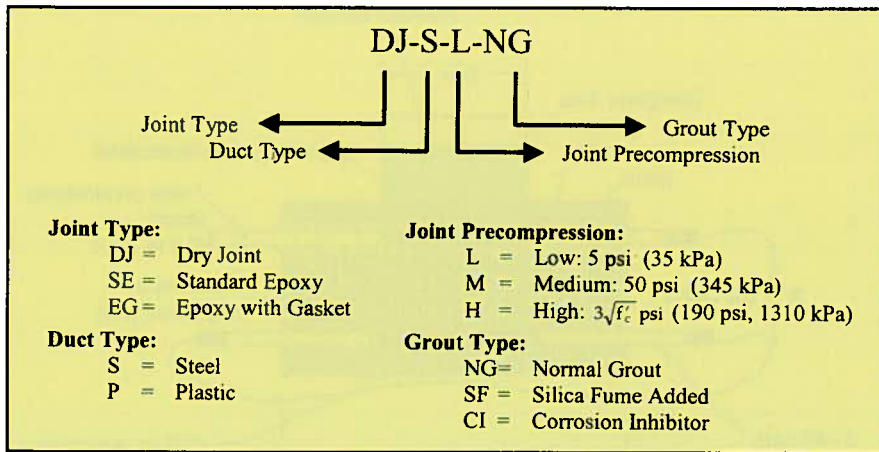 DJ-S-L-NG
Joint Type
Grout Type
Duct Type
Joint Precompression
Joint Type:
DJ = Dry Joint
SE = Standard Epoxy
EG = Epoxy with Gasket
Duct Type:
S = Steel
P = Plastic
Joint Precompression:
L = Low: 5 psi (35 kPa)
M = Medium: 50 psi (345 kPa)
H = High: 3√f′c psi (190 psi, 1310 kPa)
Grout Type:
NG = Normal Grout
SF = Silica Fume Added
CI = Corrosion Inhibitor